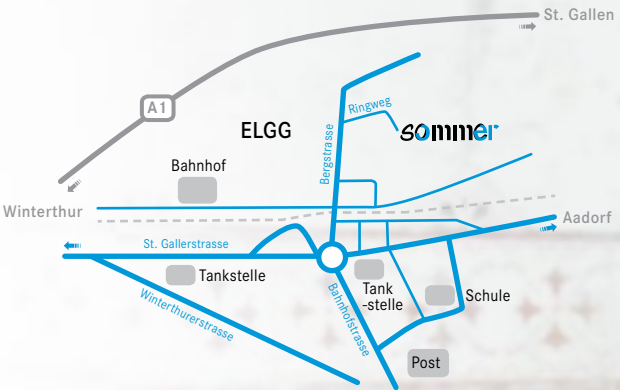 St. Gallen
A1
Ringweg
ELGG
sommer
Bergstrasse
Bahnhof
Winterthur
Aadorf
St. Gallerstrasse
Tankstelle
Tank
-stelle
Schule
Winterthurerstrasse
Bahnhofstrasse
Post